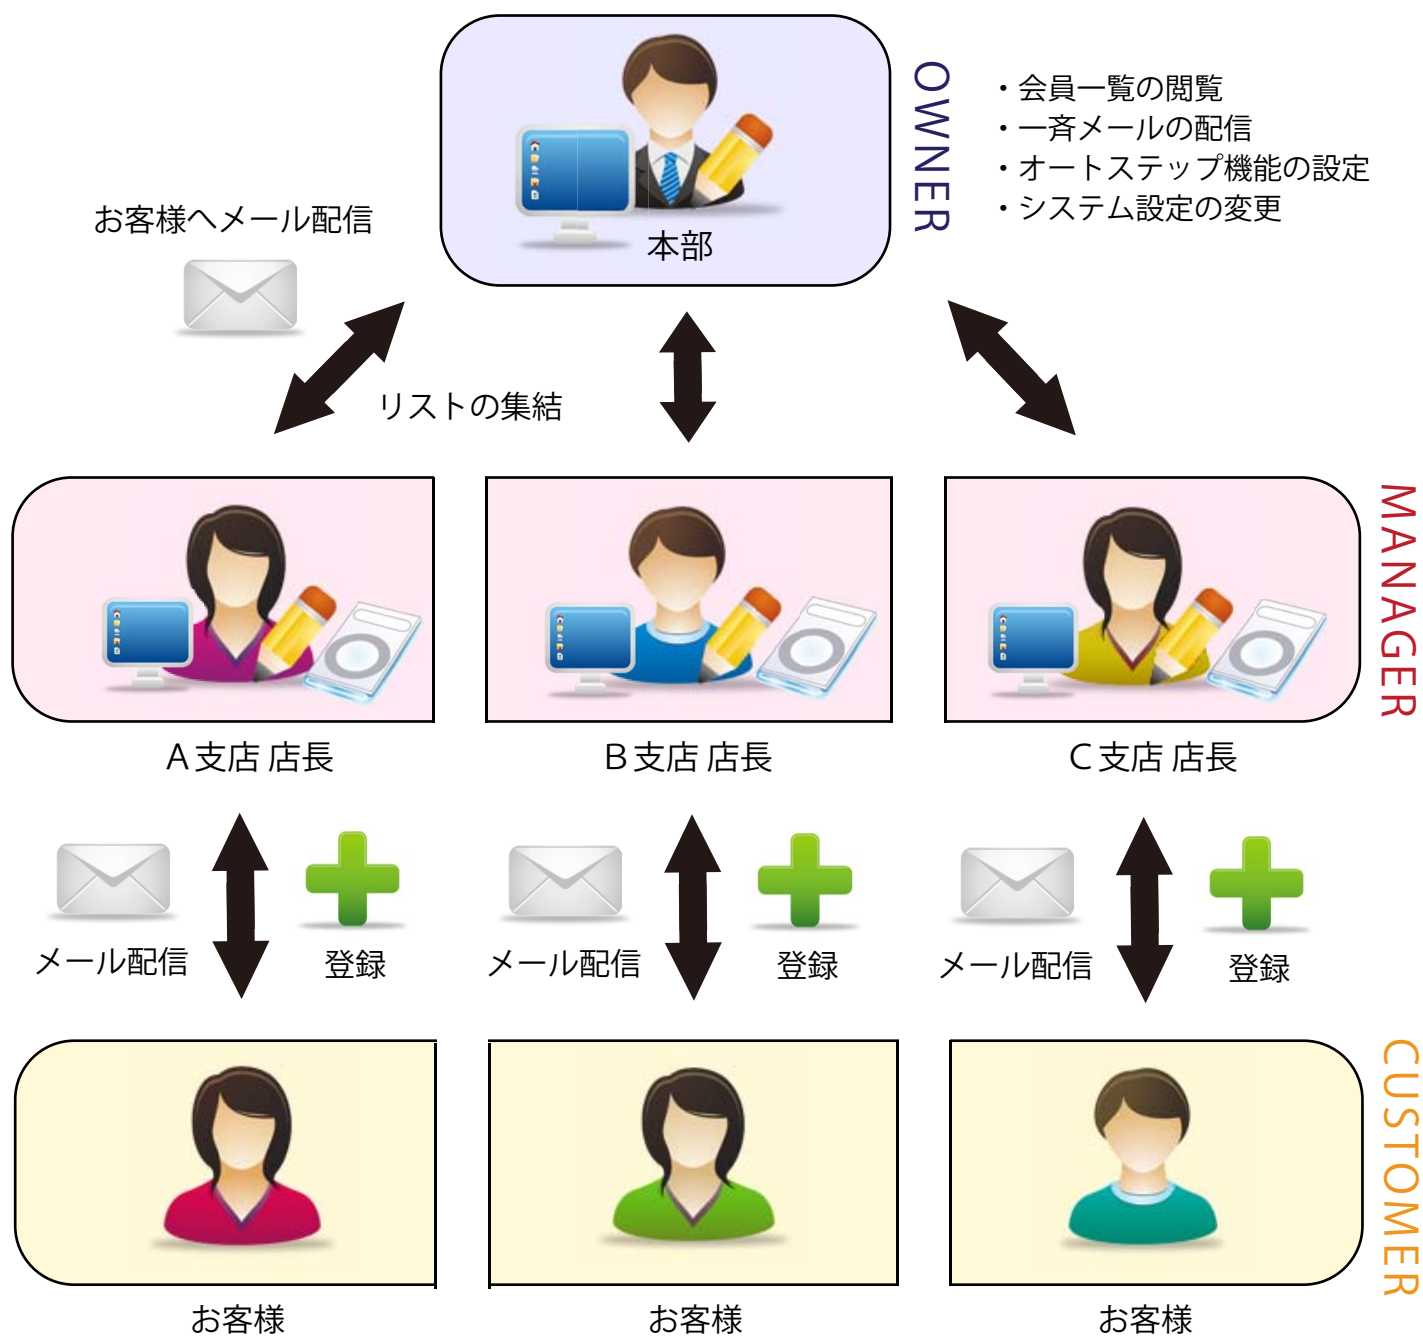 OWNER
・会員一覧の閲覧
・一斉メールの配信
・オートステップ機能の設定
・システム設定の変更
お客様へメール配信
本部
リストの集結
MANAGER
A支店 店長
B支店 店長
C支店 店長
メール配信
登録
メール配信
登録
メール配信
登録
CUSTOMER
お客様
お客様
お客様